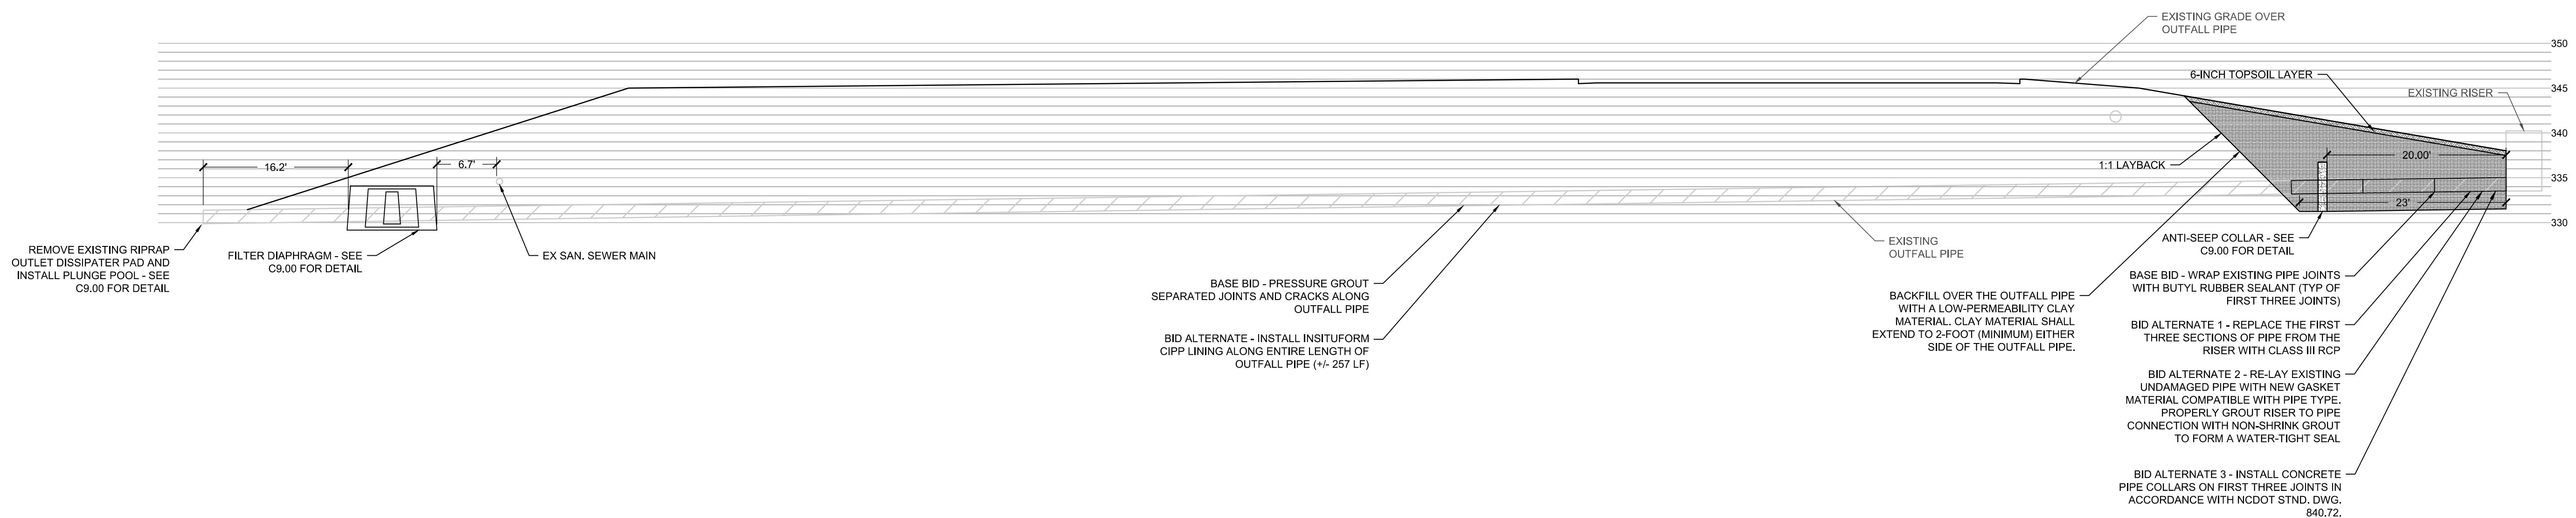 EXISTING GRADE OVER
OUTFALL PIPE
350
6-INCH TOPSOIL LAYER
345
EXISTING RISER
340
1:1 LAYBACK
20.00'
16.2'
6.7'
335
23'
330
REMOVE EXISTING RIPRAP
OUTLET DISSIPATER PAD AND
INSTALL PLUNGE POOL - SEE
C9.00 FOR DETAIL
FILTER DIAPHRAGM - SEE
C9.00 FOR DETAIL
EX SAN. SEWER MAIN
BASE BID - PRESSURE GROUT
SEPARATED JOINTS AND CRACKS ALONG
OUTFALL PIPE
BID ALTERNATE - INSTALL INSITUFORM
CIPP LINING ALONG ENTIRE LENGTH OF
OUTFALL PIPE (+/- 257 LF)
EXISTING
OUTFALL PIPE
BACKFILL OVER THE OUTFALL PIPE
WITH A LOW-PERMEABILITY CLAY
MATERIAL. CLAY MATERIAL SHALL
EXTEND TO 2-FOOT (MINIMUM) EITHER
SIDE OF THE OUTFALL PIPE.
ANTI-SEEP COLLAR - SEE
C9.00 FOR DETAIL
BASE BID - WRAP EXISTING PIPE JOINTS
WITH BUTYL RUBBER SEALANT (TYP OF
FIRST THREE JOINTS)
BID ALTERNATE 1 - REPLACE THE FIRST
THREE SECTIONS OF PIPE FROM THE
RISER WITH CLASS III RCP
BID ALTERNATE 2 - RE-LAY EXISTING
UNDAMAGED PIPE WITH NEW GASKET
MATERIAL COMPATIBLE WITH PIPE TYPE.
PROPERLY GROUT RISER TO PIPE
CONNECTION WITH NON-SHRINK GROUT
TO FORM A WATER-TIGHT SEAL
BID ALTERNATE 3 - INSTALL CONCRETE
PIPE COLLARS ON FIRST THREE JOINTS IN
ACCORDANCE WITH NCDOT STND. DWG.
840.72.